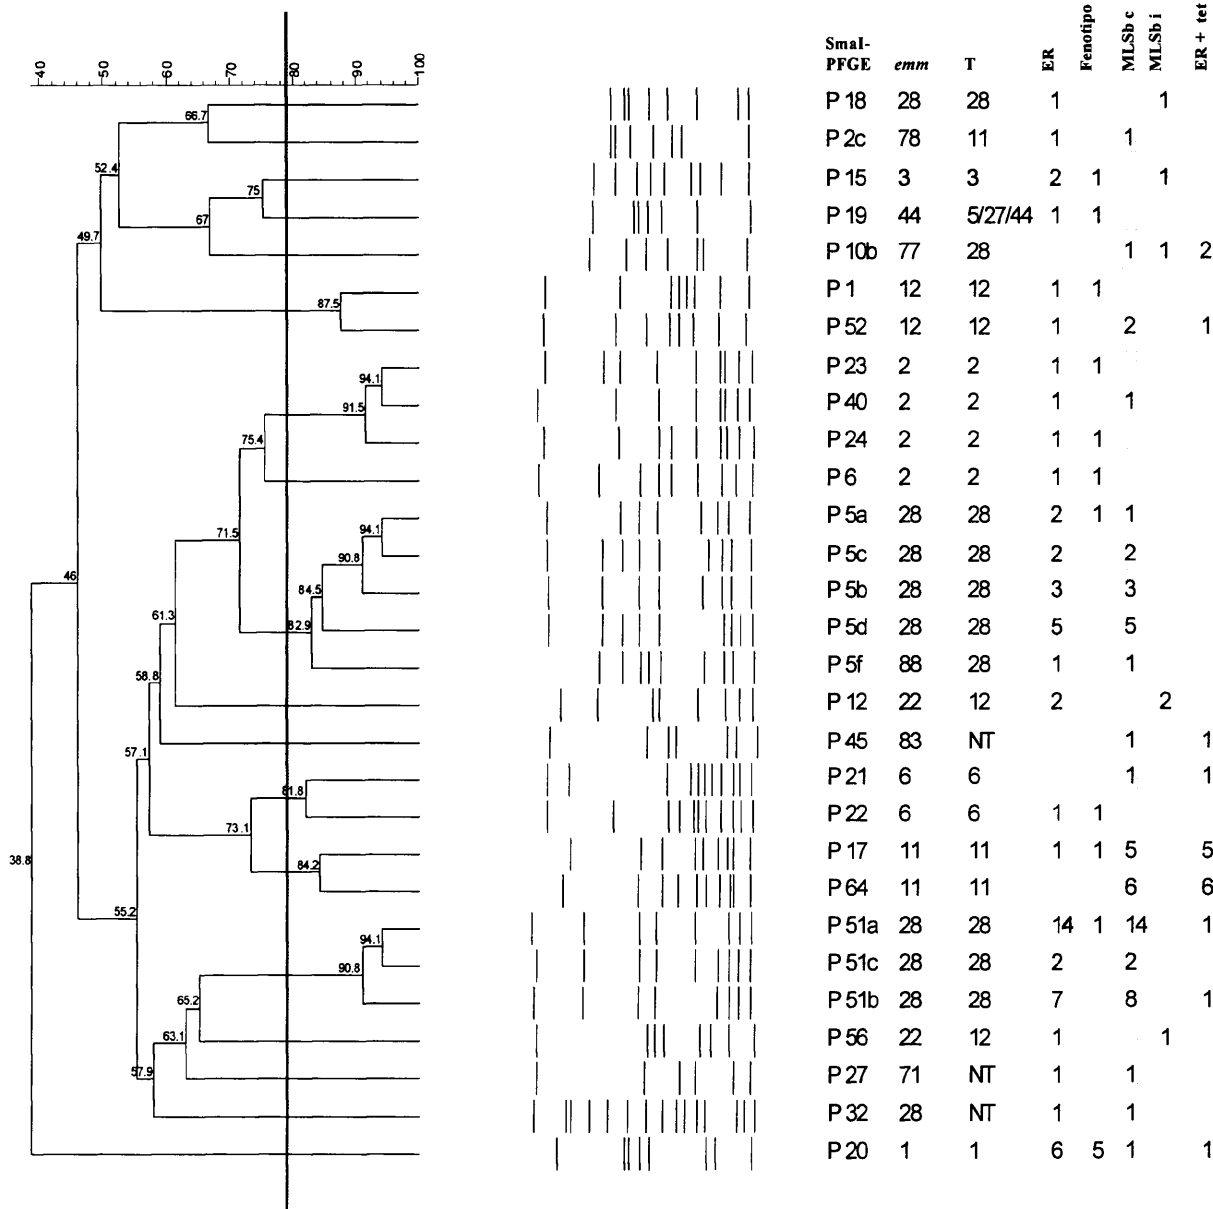 40 50 60 70 80 90 100
SmaI-PFGE emm T ER Fenotipo MLSb c MLSb i ER + tet
P 18 28 28 1 1
P 2c 78 11 1 1
P 15 3 3 2 1 1
P 19 44 5/27/44 1 1
P 10b 77 28 1 1 2
P 1 12 12 1 1
P 52 12 12 1 2 1
P 23 2 2 1 1
P 40 2 2 1 1
P 24 2 2 1 1
P 6 2 2 1 1
P 5a 28 28 2 1 1
P 5c 28 28 2 2
P 5b 28 28 3 3
P 5d 28 28 5 5
P 5f 88 28 1 1
P 12 22 12 2 2
P 45 83 NT 1 1
P 21 6 6 1 1
P 22 6 6 1 1
P 17 11 11 1 1 5 5
P 64 11 11 6 6
P 51a 28 28 14 1 14 1
P 51c 28 28 2 2
P 51b 28 28 7 8 1
P 56 22 12 1 1
P 27 71 NT 1 1
P 32 28 NT 1 1
P 20 1 1 6 5 1 1
66.7
52.4
75
67
49.7
87.5
94.1
91.5
75.4
71.5
94.1
90.8
84.5
82.9
46
61.3
58.8
57.1
81.8
73.1
84.2
38.8
55.2
94.1
90.8
65.2
63.1
57.9